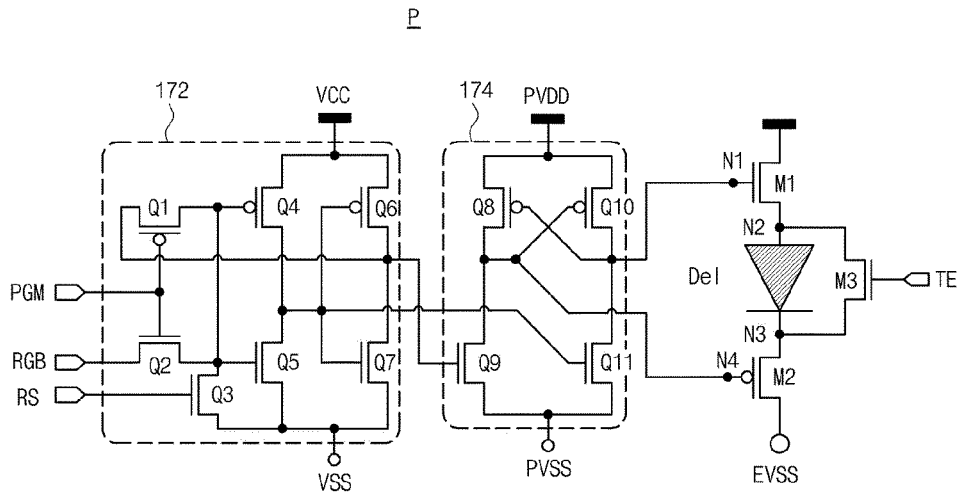 P
172
VCC
174
PVDD
N1
M1
Q1
Q4
Q6
Q8
Q10
N2
Del
M3
TE
PGM
N3
RGB
Q2
Q5
Q7
Q9
Q11
N4
M2
RS
Q3
VSS
PVSS
EVSS